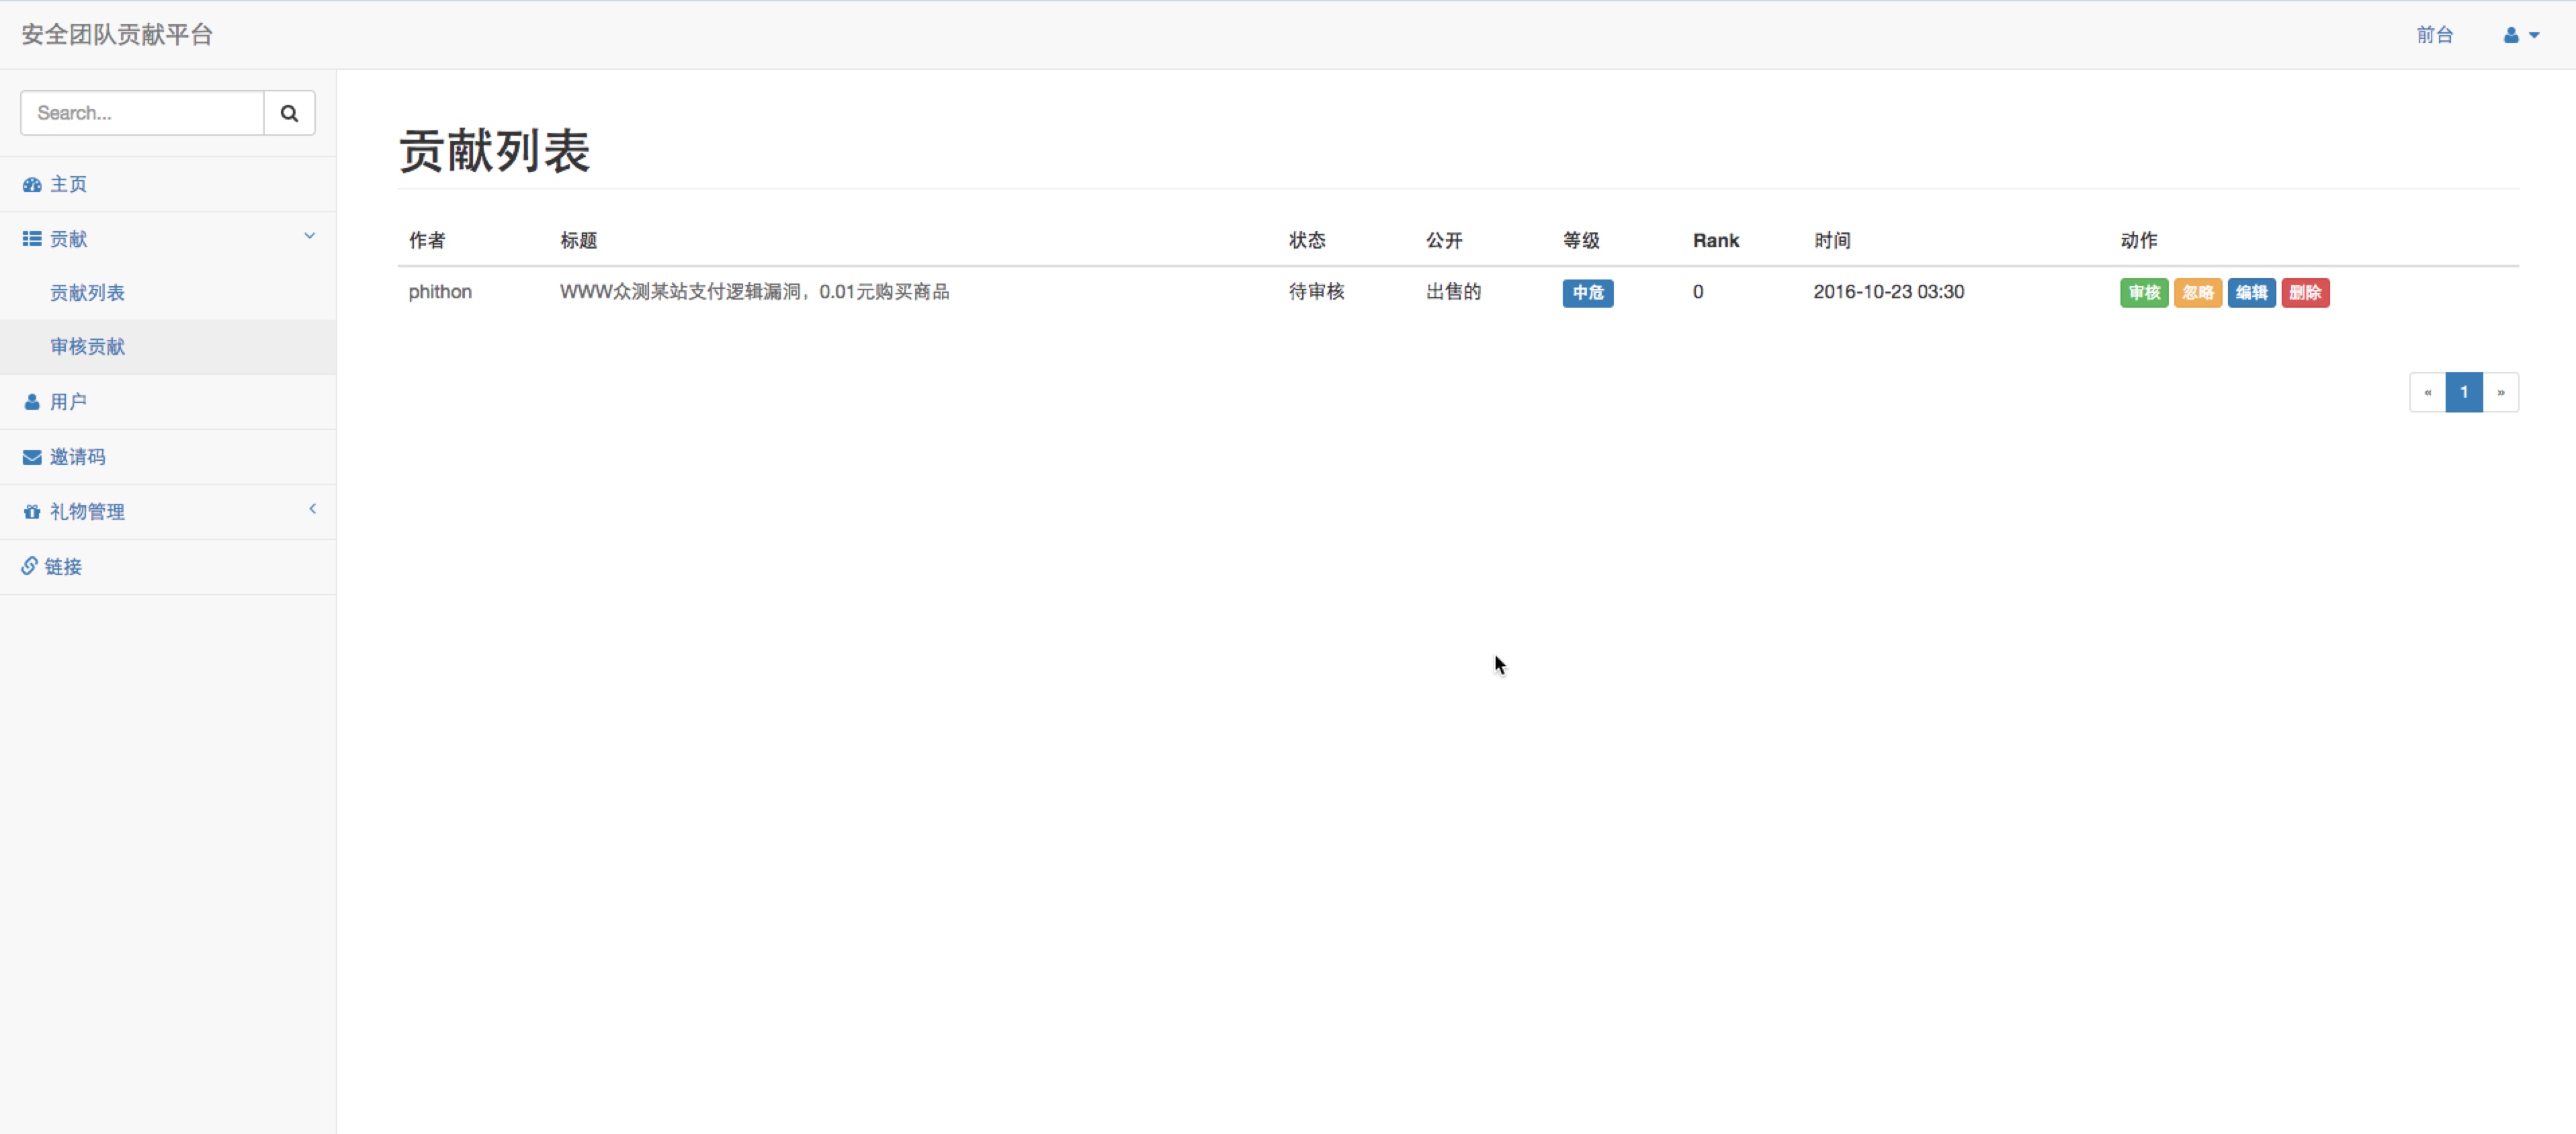 安全团队贡献平台 前台
Search...
主页
贡献
贡献列表
审核贡献
用户
邀请码
礼物管理
链接
贡献列表
作者 标题 状态 公开 等级 Rank 时间 动作
phithon WWW众测某站支付逻辑漏洞，0.01元购买商品 待审核 出售的 中危 0 2016-10-23 03:30 审核 忽略 编辑 删除
« 1 »